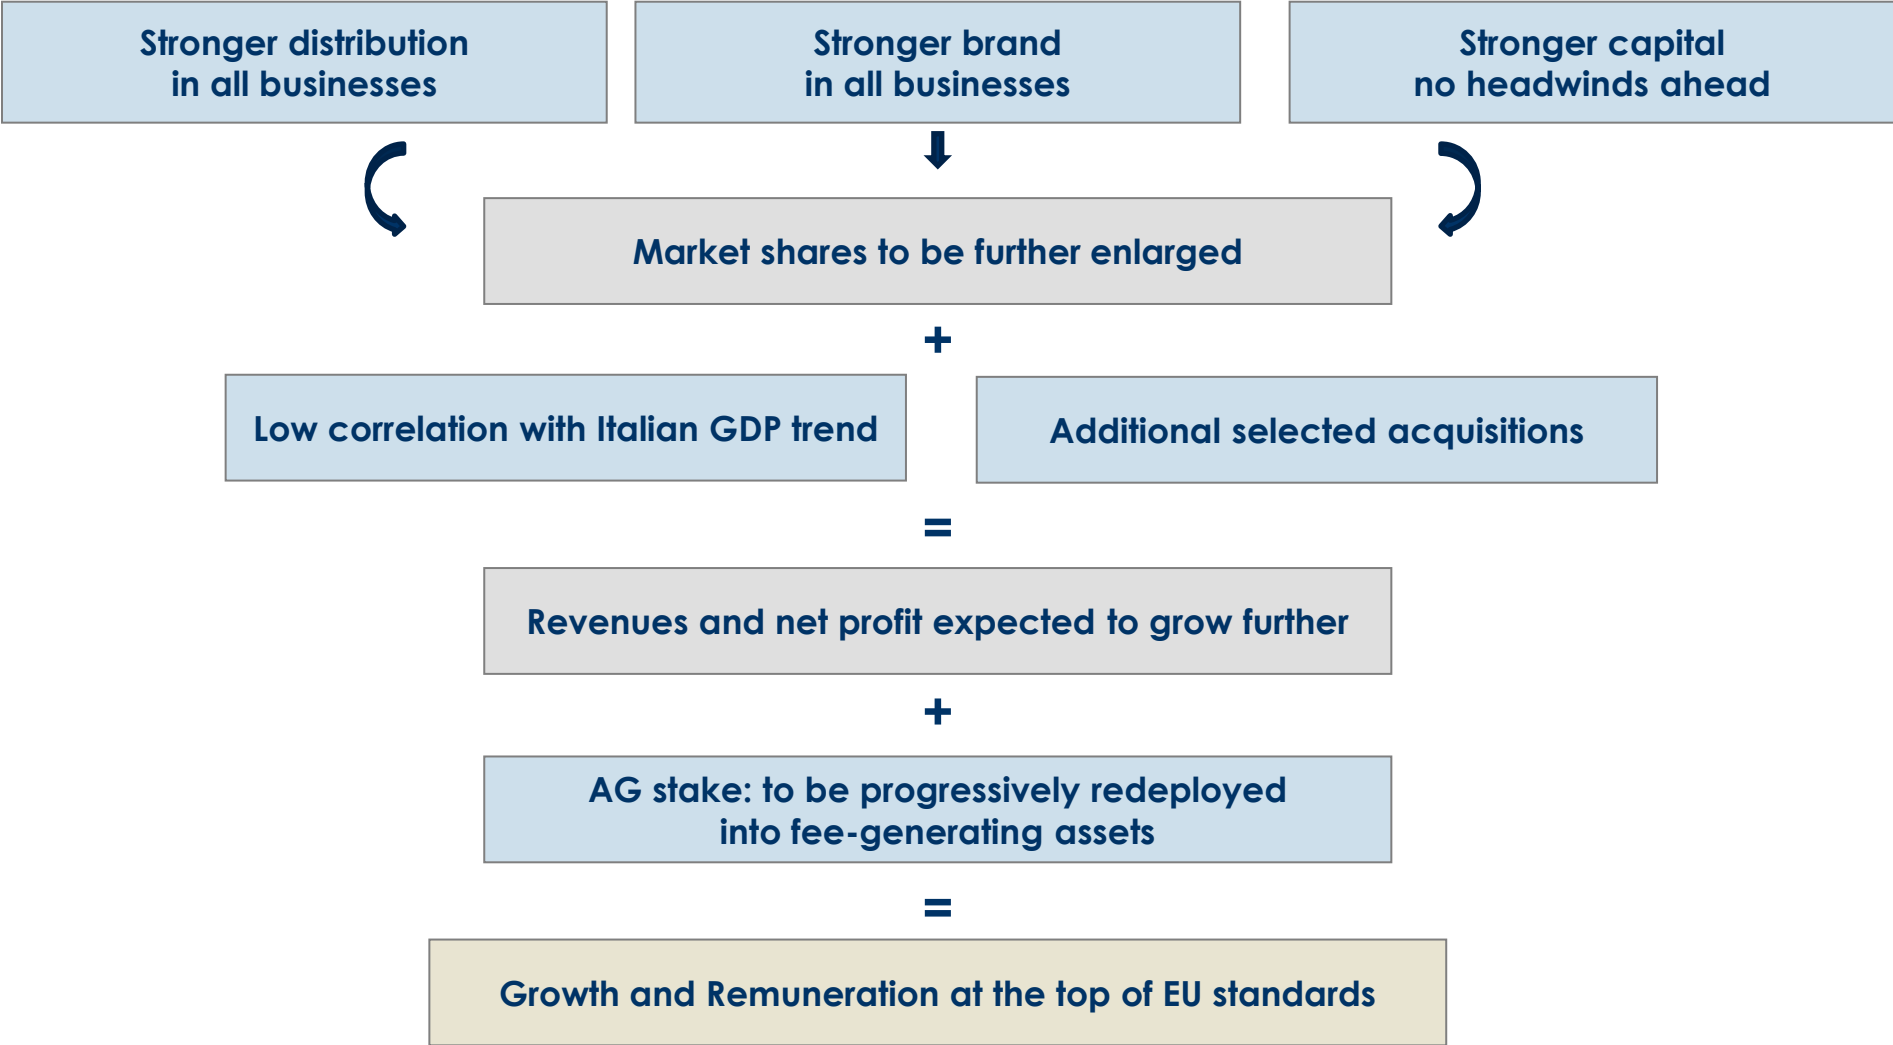 Stronger distribution
in all businesses
Stronger brand
in all businesses
Stronger capital
no headwinds ahead
Market shares to be further enlarged
+
Low correlation with Italian GDP trend
Additional selected acquisitions
=
Revenues and net profit expected to grow further
+
AG stake: to be progressively redeployed
into fee-generating assets
=
Growth and Remuneration at the top of EU standards